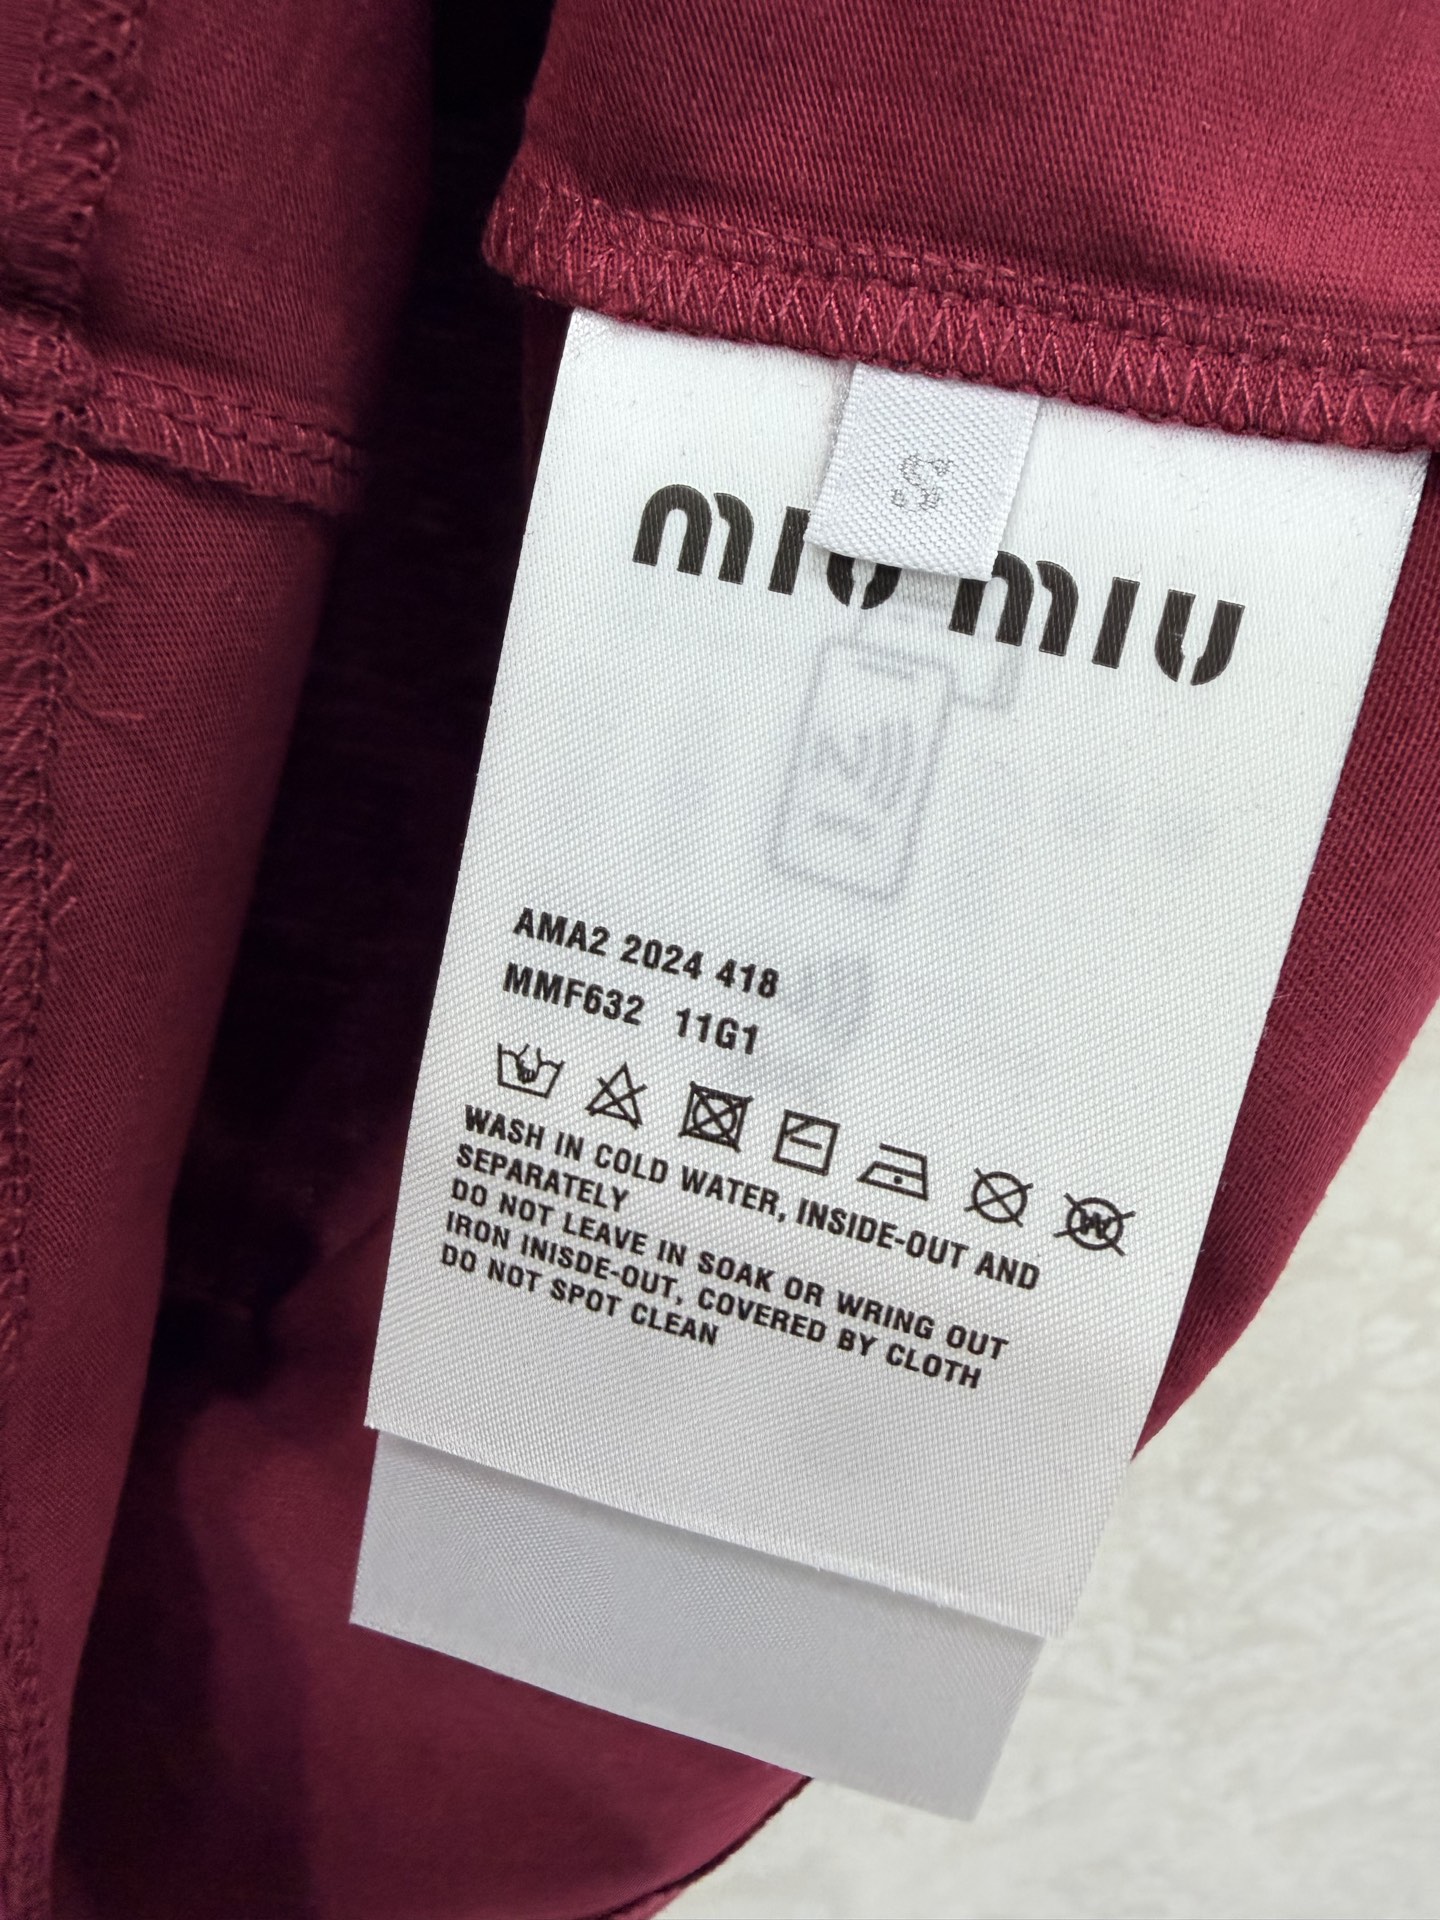 S
miu miu
AMA2 2024 418
MMF632 11G1
W
WASH IN COLD WATER, INSIDE-OUT AND
SEPARATELY
DO NOT LEAVE IN SOAK OR WRING OUT
IRON INISDE-OUT, COVERED BY CLOTH
DO NOT SPOT CLEAN